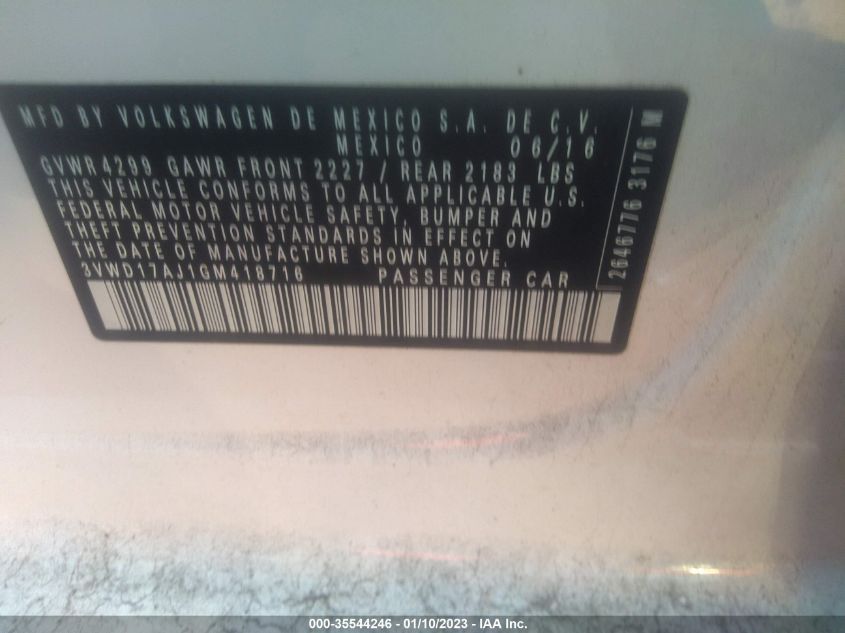 MFD BY VOLKSWAGEN DE MEXICO S.A. DE C.V.
MEXICO 06/16
GVWR4299 GAWR FRONT 2227 / REAR 2183 LBS
THIS VEHICLE CONFORMS TO ALL APPLICABLE U.S.
FEDERAL MOTOR VEHICLE SAFETY, BUMPER AND
THEFT PREVENTION STANDARDS IN EFFECT ON
THE DATE OF MANUFACTURE SHOWN ABOVE.
3VWD17AJ1GM418716 PASSENGER CAR
2646776 3176 M
000-35544246 - 01/10/2023 - IAA Inc.